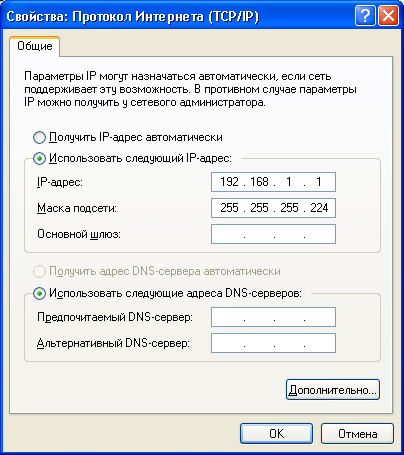 Свойства: Протокол Интернета (TCP/IP)
Общие
Параметры IP могут назначаться автоматически, если сеть
поддерживает эту возможность. В противном случае параметры
IP можно получить у сетевого администратора.
Получить IP-адрес автоматически
Использовать следующий IP-адрес:
IP-адрес: 192 . 168 . 1 . 1
Маска подсети: 255 . 255 . 255 . 224
Основной шлюз: . . .
Получить адрес DNS-сервера автоматически
Использовать следующие адреса DNS-серверов:
Предпочитаемый DNS-сервер: . . .
Альтернативный DNS-сервер: . . .
Дополнительно...
OK Отмена